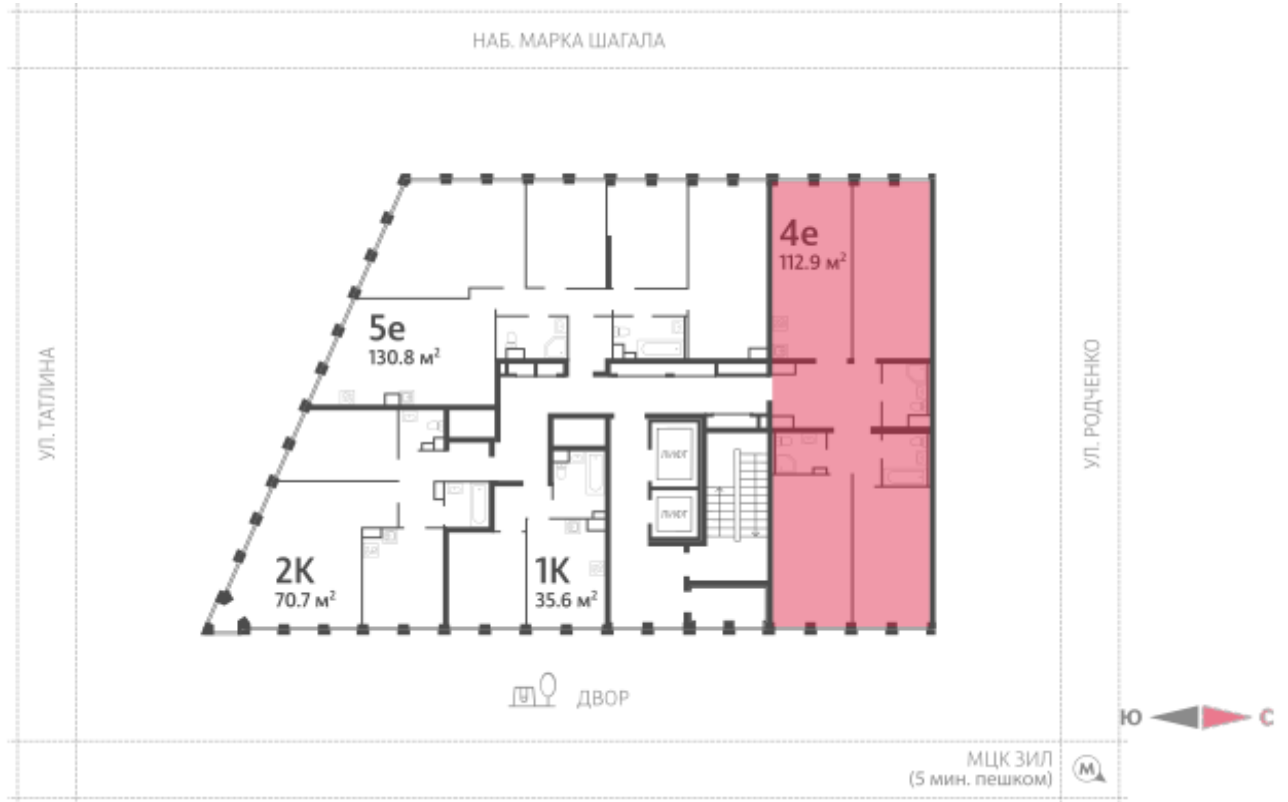 НАБ. МАРКА ШАГАЛА
4е
112.9 м²
5е
130.8 м²
УЛ. ТАТЛИНА
УЛ. РОДЧЕНКО
ЛИФТ
ЛИФТ
2К
70.7 м²
1К
35.6 м²
ДВОР
Ю
С
МЦК ЗИЛ
(5 мин. пешком)
М